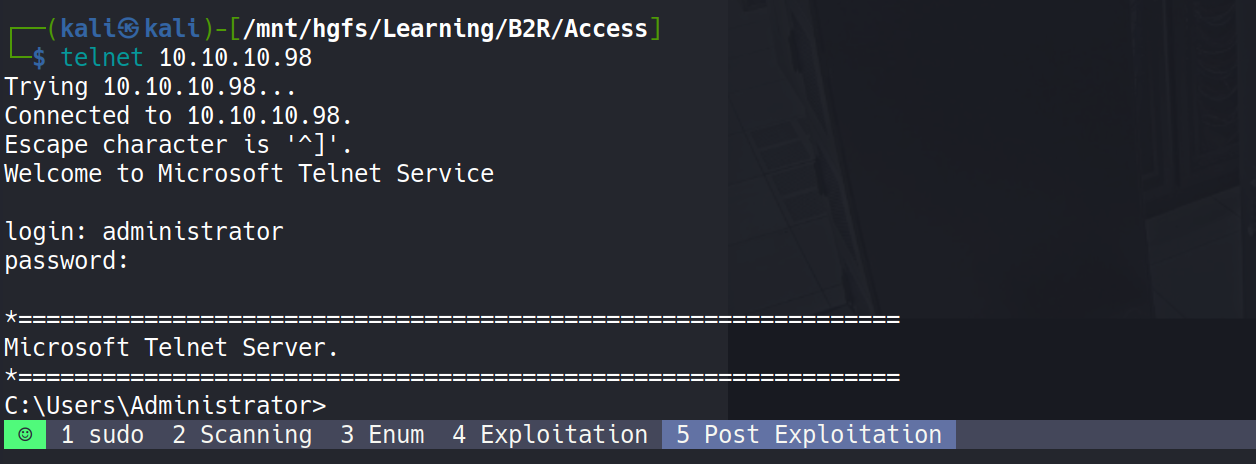 ┌──(kali㉿kali)-[/mnt/hgfs/Learning/B2R/Access]
└─$ telnet 10.10.10.98
Trying 10.10.10.98...
Connected to 10.10.10.98.
Escape character is '^]'.
Welcome to Microsoft Telnet Service
login: administrator
password:
*===============================================================
Microsoft Telnet Server.
*===============================================================
C:\Users\Administrator>
☺ 1 sudo 2 Scanning 3 Enum 4 Exploitation 5 Post Exploitation